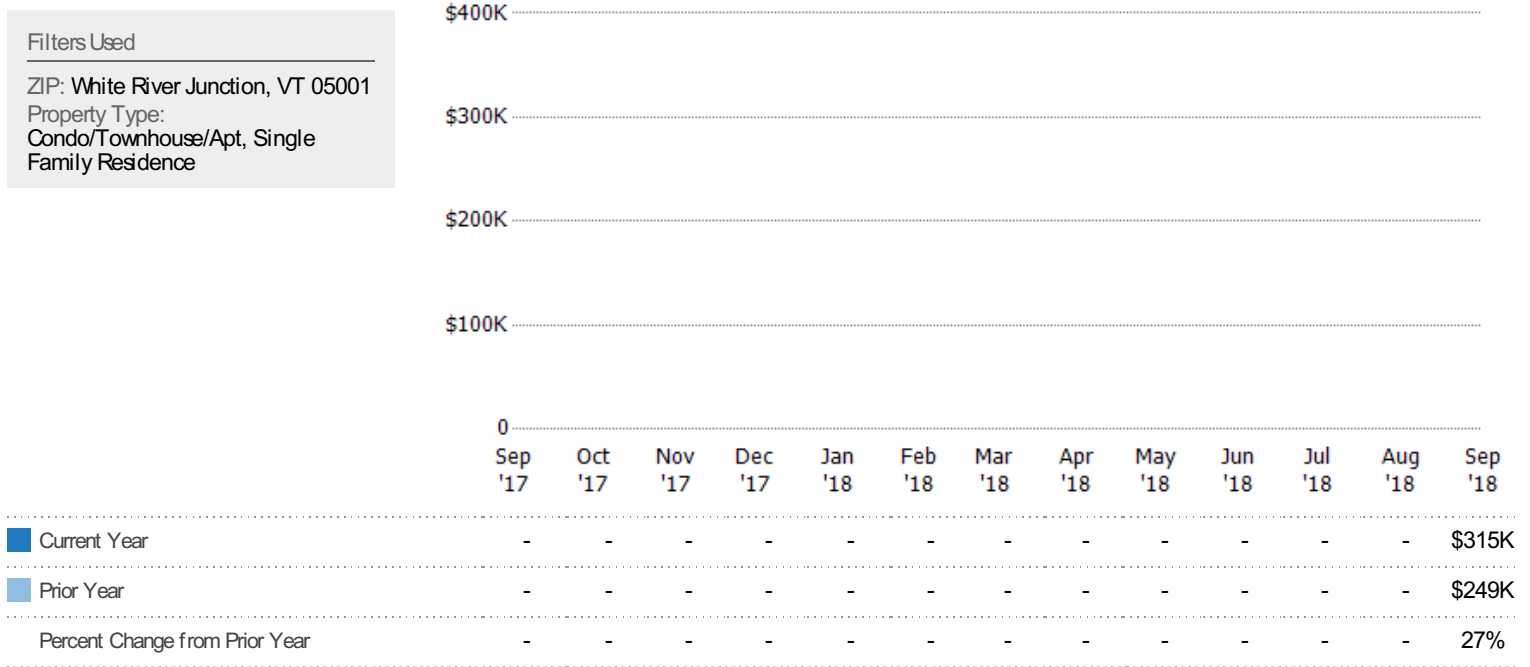 Filters Used
ZIP: White River Junction, VT 05001
Property Type:
Condo/Townhouse/Apt, Single
Family Residence
$400K
$300K
$200K
$100K
0
Sep Oct Nov Dec Jan Feb Mar Apr May Jun Jul Aug Sep
'17 '17 '17 '17 '18 '18 '18 '18 '18 '18 '18 '18 '18
Current Year - - - - - - - - - - - - $315K
Prior Year - - - - - - - - - - - - $249K
Percent Change from Prior Year - - - - - - - - - - - - 27%